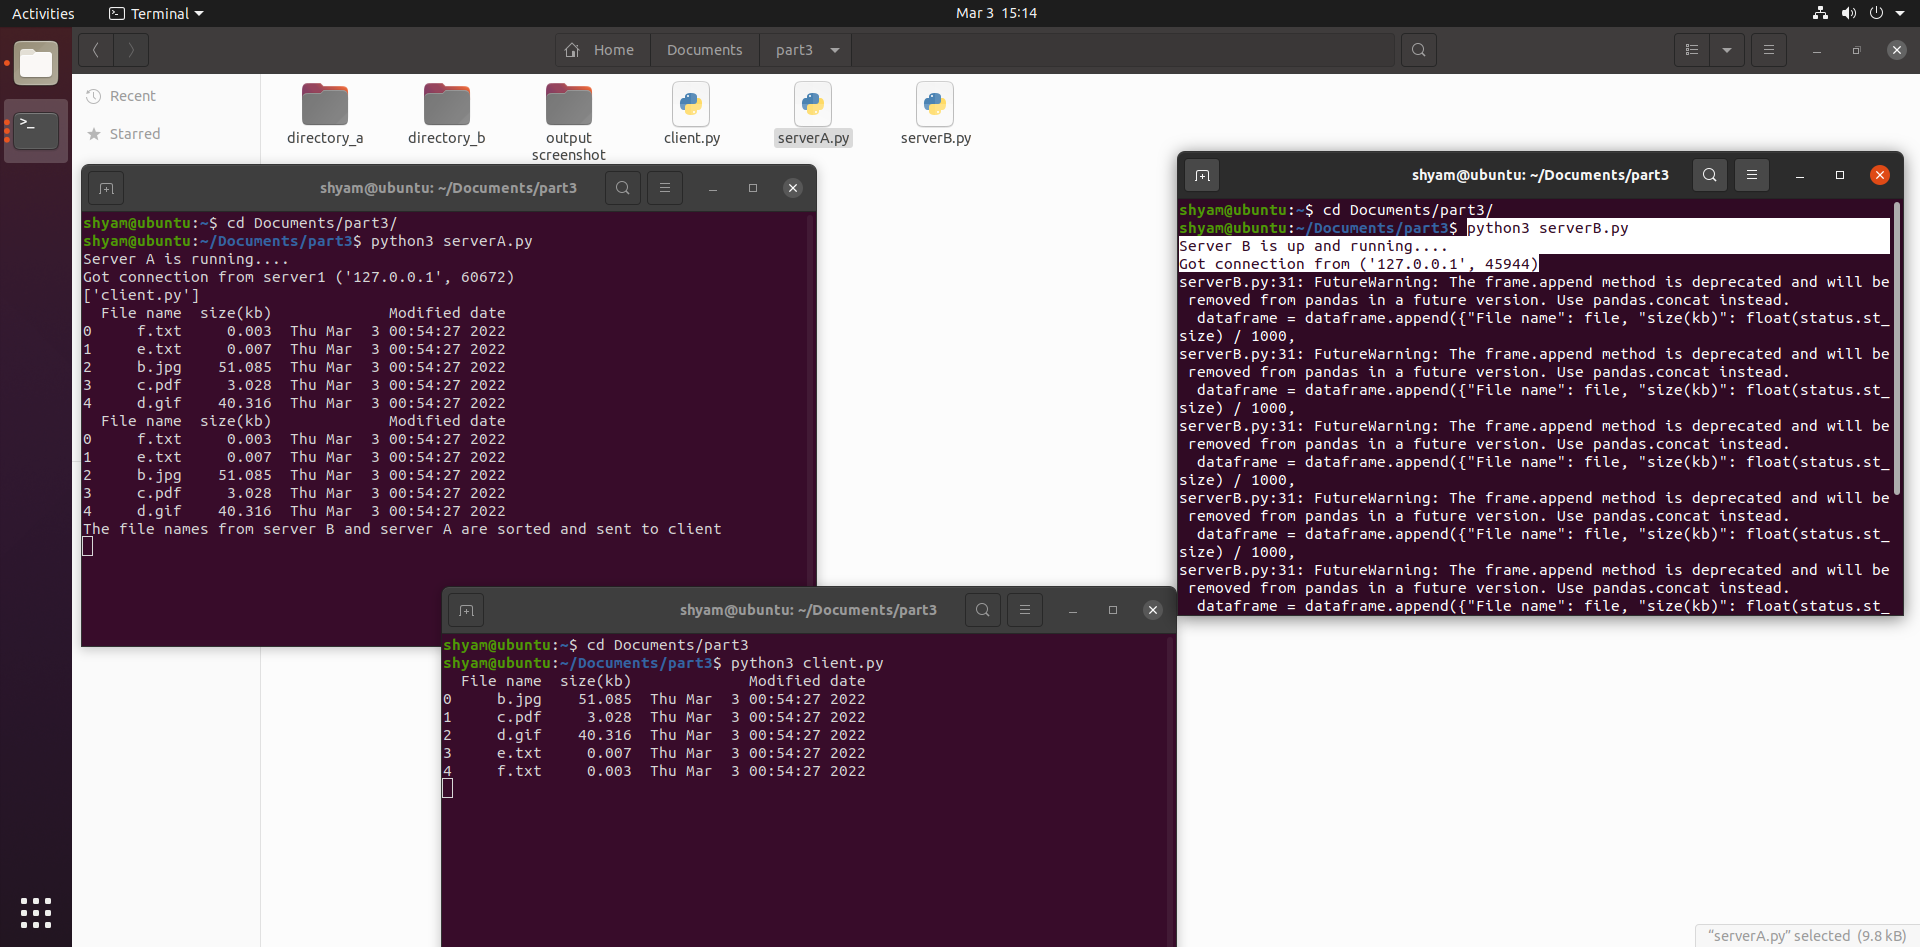 Activities Terminal Mar 3 15:14
Home Documents part3
Recent
Starred
directory_a directory_b output screenshot client.py serverA.py serverB.py
shyam@ubuntu: ~/Documents/part3
shyam@ubuntu:~$ cd Documents/part3/
shyam@ubuntu:~/Documents/part3$ python3 serverA.py
Server A is running....
Got connection from server1 ('127.0.0.1', 60672)
['client.py']
File name size(kb) Modified date
0 f.txt 0.003 Thu Mar 3 00:54:27 2022
1 e.txt 0.007 Thu Mar 3 00:54:27 2022
2 b.jpg 51.085 Thu Mar 3 00:54:27 2022
3 c.pdf 3.028 Thu Mar 3 00:54:27 2022
4 d.gif 40.316 Thu Mar 3 00:54:27 2022
File name size(kb) Modified date
0 f.txt 0.003 Thu Mar 3 00:54:27 2022
1 e.txt 0.007 Thu Mar 3 00:54:27 2022
2 b.jpg 51.085 Thu Mar 3 00:54:27 2022
3 c.pdf 3.028 Thu Mar 3 00:54:27 2022
4 d.gif 40.316 Thu Mar 3 00:54:27 2022
The file names from server B and server A are sorted and sent to client
shyam@ubuntu: ~/Documents/part3
shyam@ubuntu:~$ cd Documents/part3/
shyam@ubuntu:~/Documents/part3$ python3 serverB.py
Server B is up and running....
Got connection from ('127.0.0.1', 45944)
serverB.py:31: FutureWarning: The frame.append method is deprecated and will be
removed from pandas in a future version. Use pandas.concat instead.
dataframe = dataframe.append({"File name": file, "size(kb)": float(status.st_
size) / 1000,
serverB.py:31: FutureWarning: The frame.append method is deprecated and will be
removed from pandas in a future version. Use pandas.concat instead.
dataframe = dataframe.append({"File name": file, "size(kb)": float(status.st_
size) / 1000,
serverB.py:31: FutureWarning: The frame.append method is deprecated and will be
removed from pandas in a future version. Use pandas.concat instead.
dataframe = dataframe.append({"File name": file, "size(kb)": float(status.st_
size) / 1000,
serverB.py:31: FutureWarning: The frame.append method is deprecated and will be
removed from pandas in a future version. Use pandas.concat instead.
dataframe = dataframe.append({"File name": file, "size(kb)": float(status.st_
size) / 1000,
serverB.py:31: FutureWarning: The frame.append method is deprecated and will be
removed from pandas in a future version. Use pandas.concat instead.
dataframe = dataframe.append({"File name": file, "size(kb)": float(status.st_
shyam@ubuntu: ~/Documents/part3
shyam@ubuntu:~$ cd Documents/part3
shyam@ubuntu:~/Documents/part3$ python3 client.py
File name size(kb) Modified date
0 b.jpg 51.085 Thu Mar 3 00:54:27 2022
1 c.pdf 3.028 Thu Mar 3 00:54:27 2022
2 d.gif 40.316 Thu Mar 3 00:54:27 2022
3 e.txt 0.007 Thu Mar 3 00:54:27 2022
4 f.txt 0.003 Thu Mar 3 00:54:27 2022
“serverA.py” selected (9.8 kB)